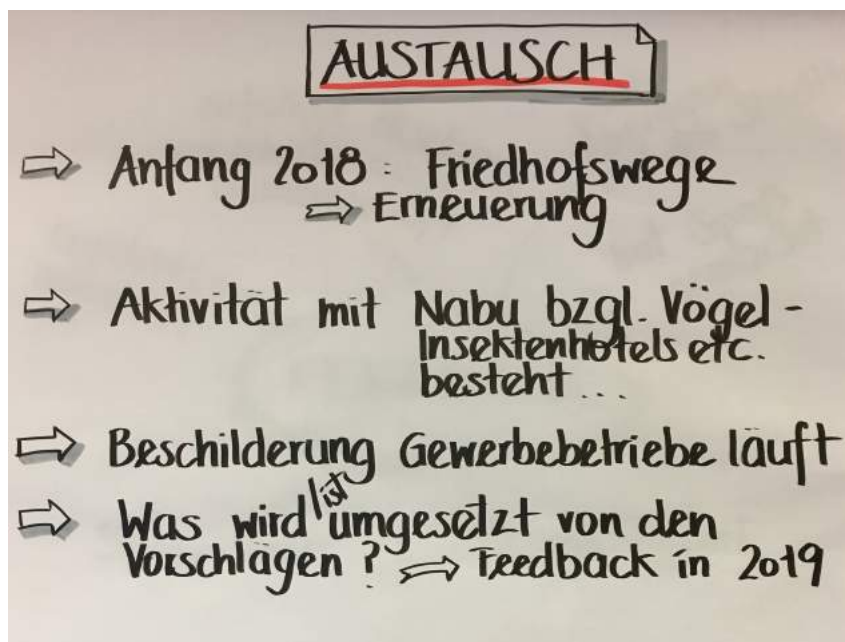 AUSTAUSCH
⇒ Anfang 2018: Friedhofswege
⇒ Erneuerung
⇒ Aktivität mit Nabu bzgl. Vögel-
Insektenhotels etc.
besteht...
⇒ Beschilderung Gewerbebetriebe läuft
⇒ Was wird/ist umgesetzt von den
Vorschlägen? ⇒ Feedback in 2019